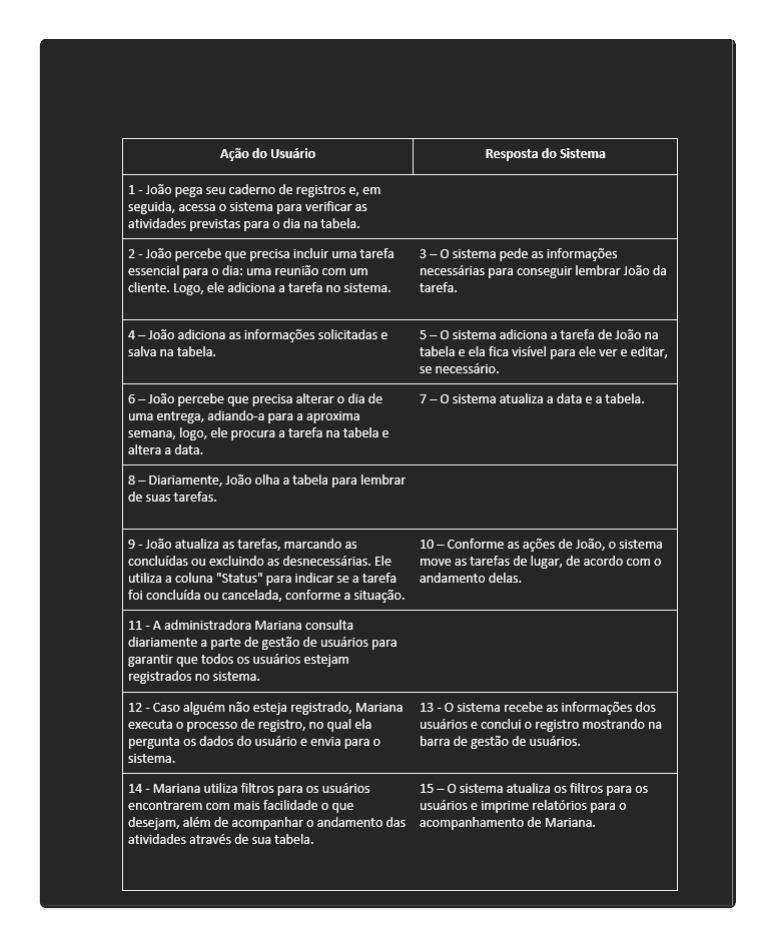 Ação do Usuário
Resposta do Sistema
1 - João pega seu caderno de registros e, em
seguida, acessa o sistema para verificar as
atividades previstas para o dia na tabela.
2 - João percebe que precisa incluir uma tarefa
essencial para o dia: uma reunião com um
cliente. Logo, ele adiciona a tarefa no sistema.
3 – O sistema pede as informações
necessárias para conseguir lembrar João da
tarefa.
4 – João adiciona as informações solicitadas e
salva na tabela.
5 – O sistema adiciona a tarefa de João na
tabela e ela fica visível para ele ver e editar,
se necessário.
6 – João percebe que precisa alterar o dia de
uma entrega, adiando-a para a aproxima
semana, logo, ele procura a tarefa na tabela e
altera a data.
7 – O sistema atualiza a data e a tabela.
8 – Diariamente, João olha a tabela para lembrar
de suas tarefas.
9 - João atualiza as tarefas, marcando as
concluídas ou excluindo as desnecessárias. Ele
utiliza a coluna "Status" para indicar se a tarefa
foi concluída ou cancelada, conforme a situação.
10 – Conforme as ações de João, o sistema
move as tarefas de lugar, de acordo com o
andamento delas.
11 - A administradora Mariana consulta
diariamente a parte de gestão de usuários para
garantir que todos os usuários estejam
registrados no sistema.
12 - Caso alguém não esteja registrado, Mariana
executa o processo de registro, no qual ela
pergunta os dados do usuário e envia para o
sistema.
13 - O sistema recebe as informações dos
usuários e conclui o registro mostrando na
barra de gestão de usuários.
14 - Mariana utiliza filtros para os usuários
encontrarem com mais facilidade o que
desejam, além de acompanhar o andamento das
atividades através de sua tabela.
15 – O sistema atualiza os filtros para os
usuários e imprime relatórios para o
acompanhamento de Mariana.